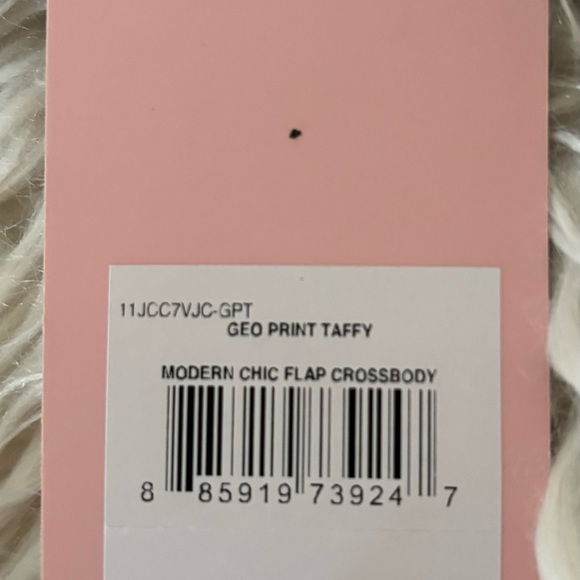 11JCC7VJC-GPT
GEO PRINT TAFFY
MODERN CHIC FLAP CROSSBODY
8 85919 73924 7